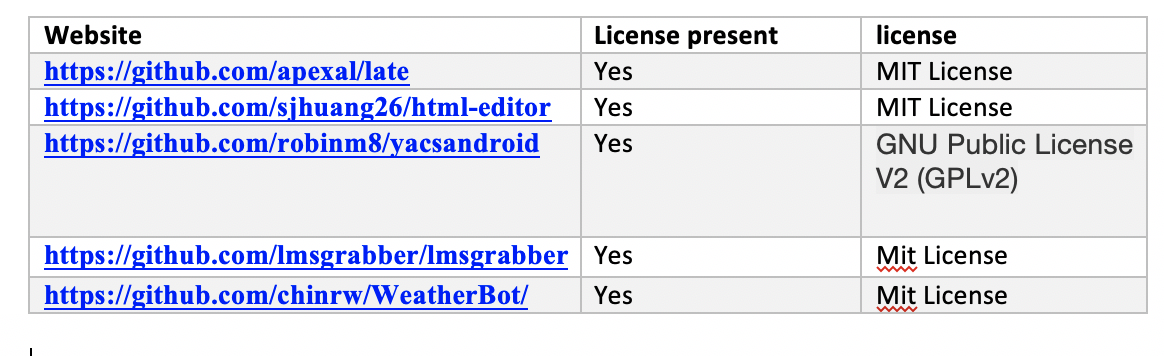 Website License present license
https://github.com/apexal/late Yes MIT License
https://github.com/sjhuang26/html-editor Yes MIT License
https://github.com/robinm8/yacsandroid Yes GNU Public License
V2 (GPLv2)
https://github.com/lmsgrabber/lmsgrabber Yes Mit License
https://github.com/chinrw/WeatherBot/ Yes Mit License